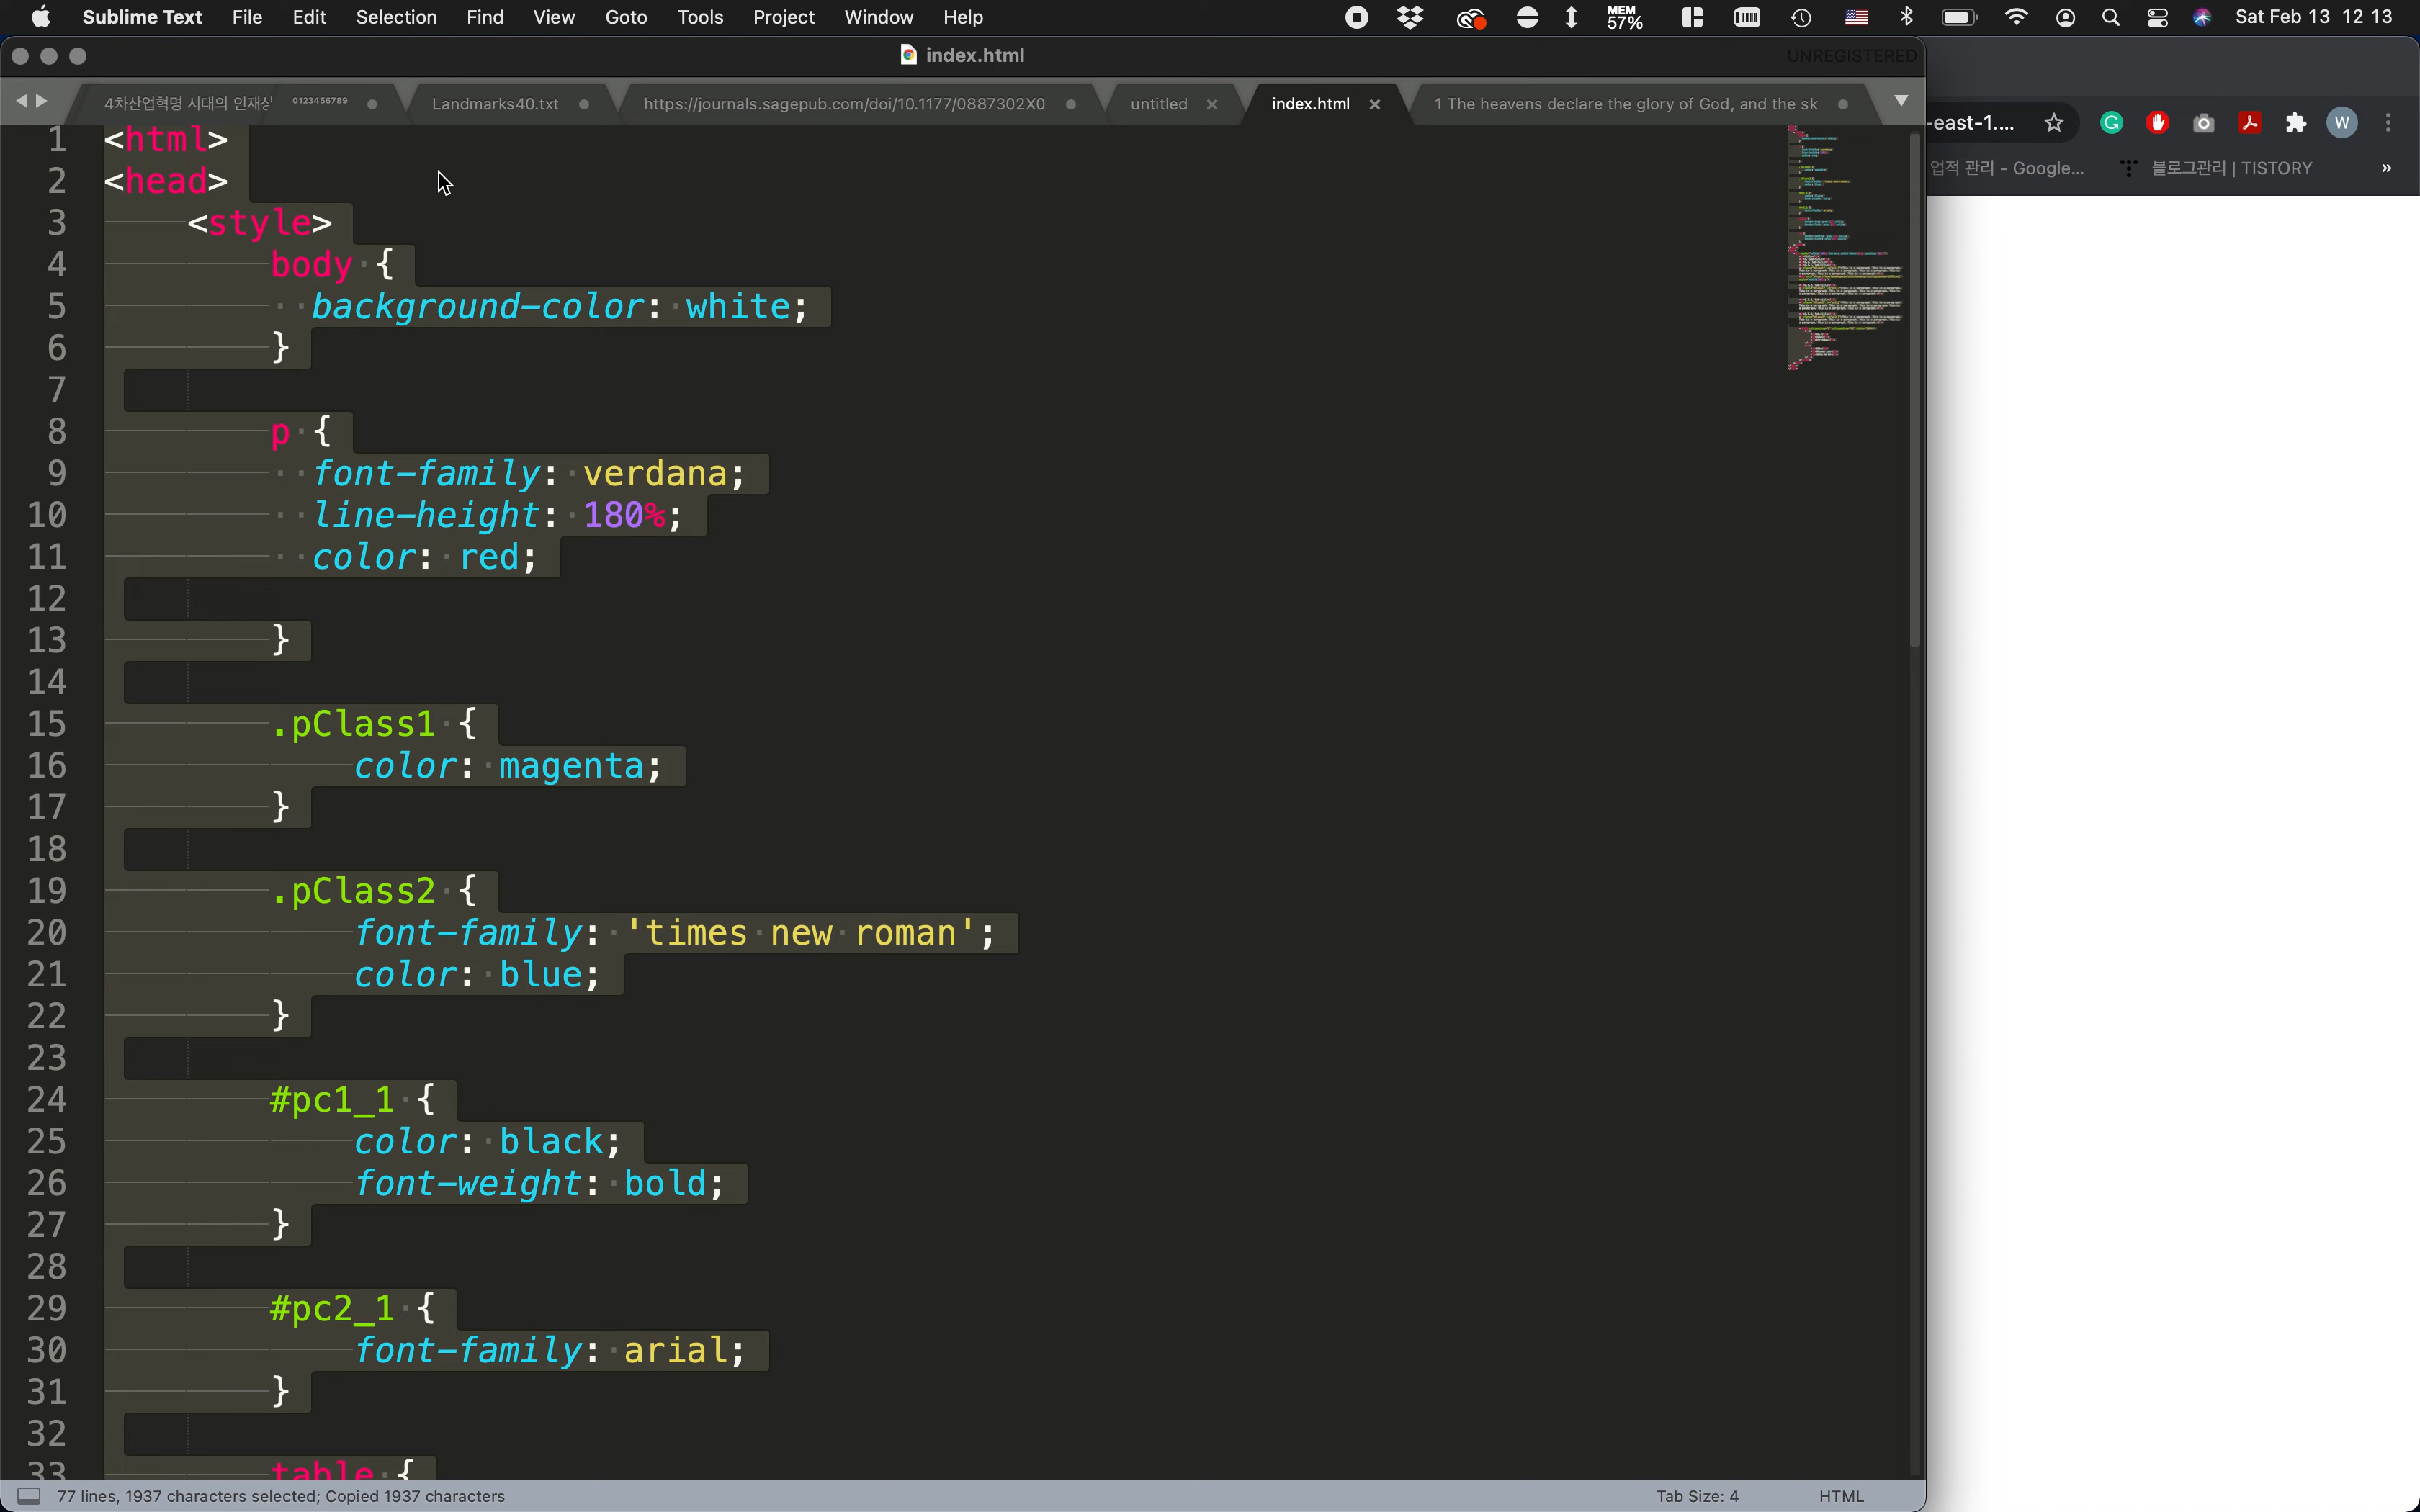 Sublime Text File Edit Selection Find View Goto Tools Project Window Help MEM 57% Sat Feb 13 12 13
index.html UNREGISTERED
4차산업혁명 시대의 인재상 0123456789 Landmarks40.txt https://journals.sagepub.com/doi/10.1177/0887302X0 untitled index.html 1 The heavens declare the glory of God, and the sk
-east-1.... W
업적 관리 - Google... 블로그관리 | TISTORY »
1 <html>
2 <head>
3 <style>
4 body {
5 background-color: white;
6 }
7
8 p {
9 font-family: verdana;
10 line-height: 180%;
11 color: red;
12
13 }
14
15 .pClass1 {
16 color: magenta;
17 }
18
19 .pClass2 {
20 font-family: 'times new roman';
21 color: blue;
22 }
23
24 #pc1_1 {
25 color: black;
26 font-weight: bold;
27 }
28
29 #pc2_1 {
30 font-family: arial;
31 }
32
33 table {
77 lines, 1937 characters selected; Copied 1937 characters Tab Size: 4 HTML